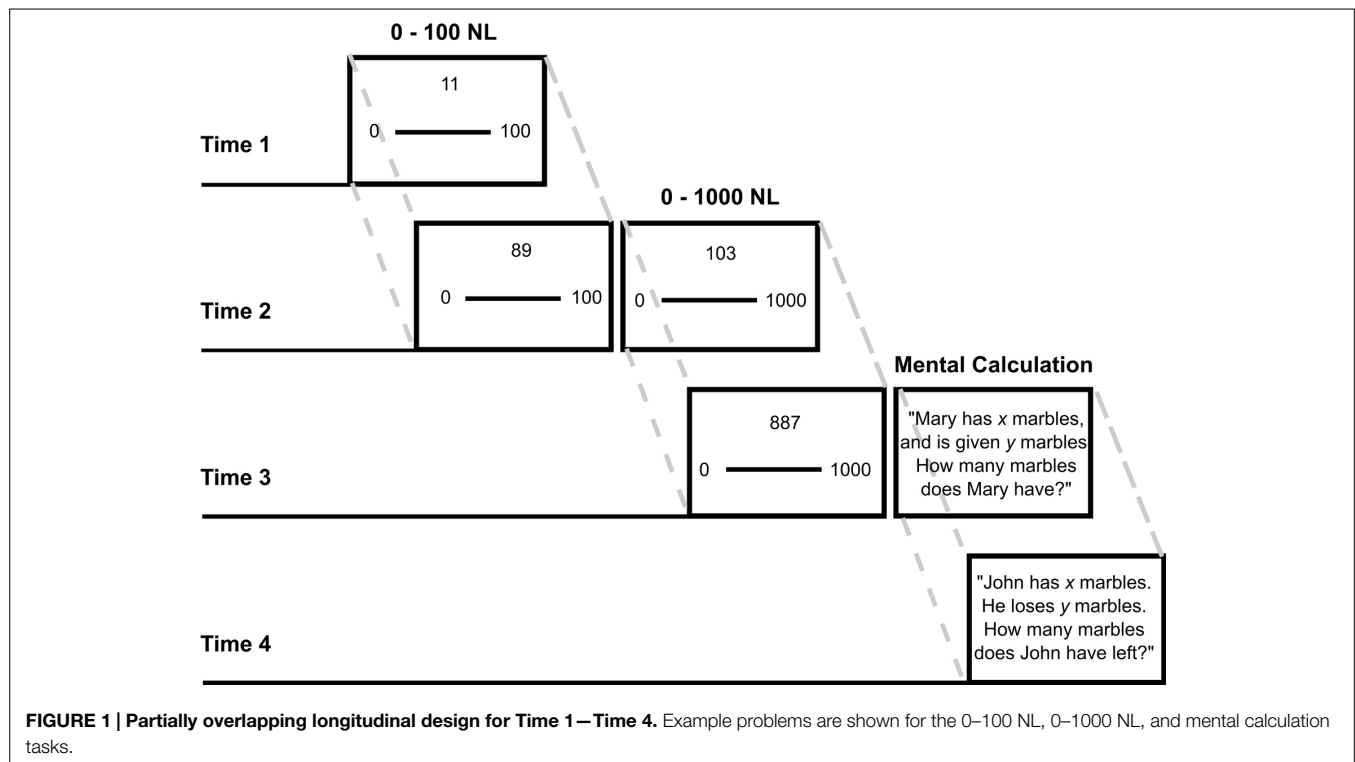 0 - 100 NL
11
0 100
Time 1
0 - 1000 NL
89
103
0 100
0 1000
Time 2
Mental Calculation
887
0 1000
"Mary has x marbles,
and is given y marbles
How many marbles
does Mary have?"
Time 3
"John has x marbles.
He loses y marbles.
How many marbles
does John have left?"
Time 4
FIGURE 1 | Partially overlapping longitudinal design for Time 1—Time 4. Example problems are shown for the 0–100 NL, 0–1000 NL, and mental calculation
tasks.